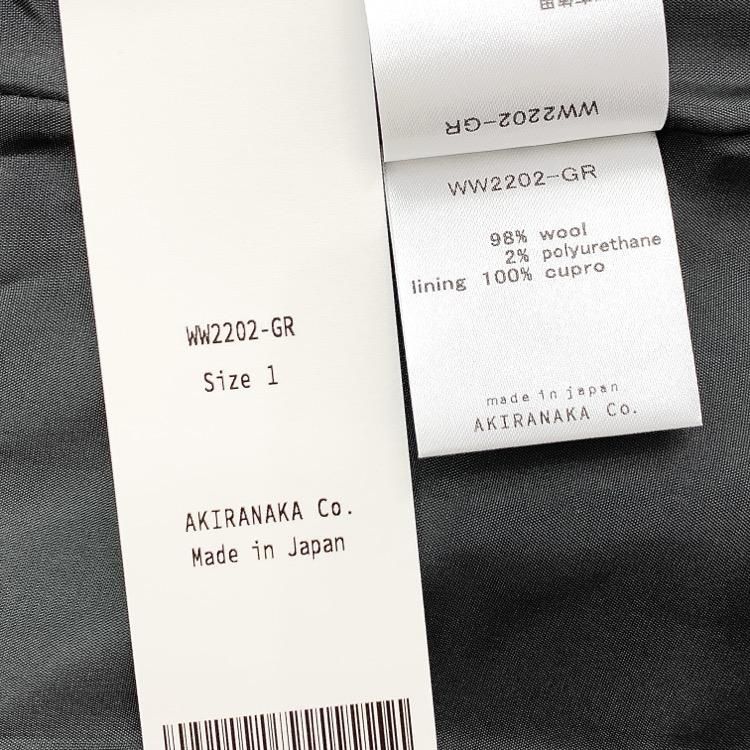 WW2202-GR
Size 1
AKIRANAKA Co.
Made in Japan
WW2202-GR
WW2202-GR
98% wool
2% polyurethane
lining 100% cupro
made in japan
AKIRANAKA Co.